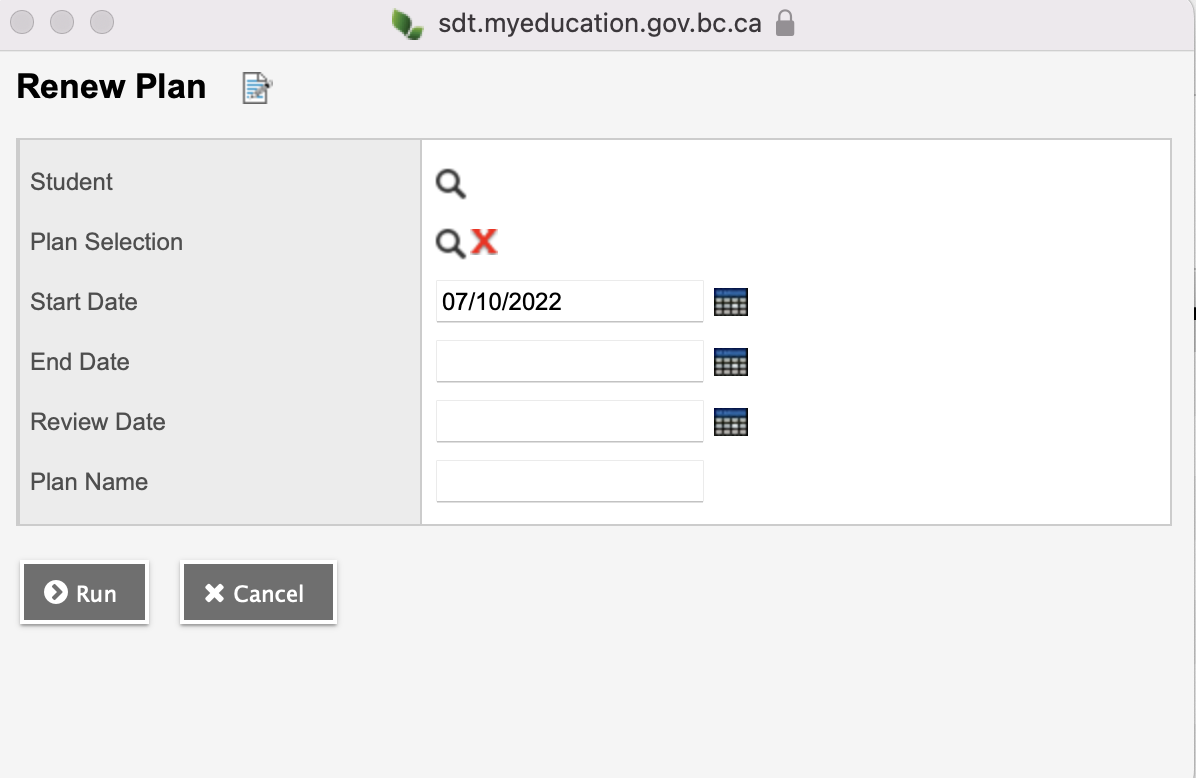 sdt.myeducation.gov.bc.ca
Renew Plan
Student
Plan Selection
Start Date 07/10/2022
End Date
Review Date
Plan Name
Run Cancel